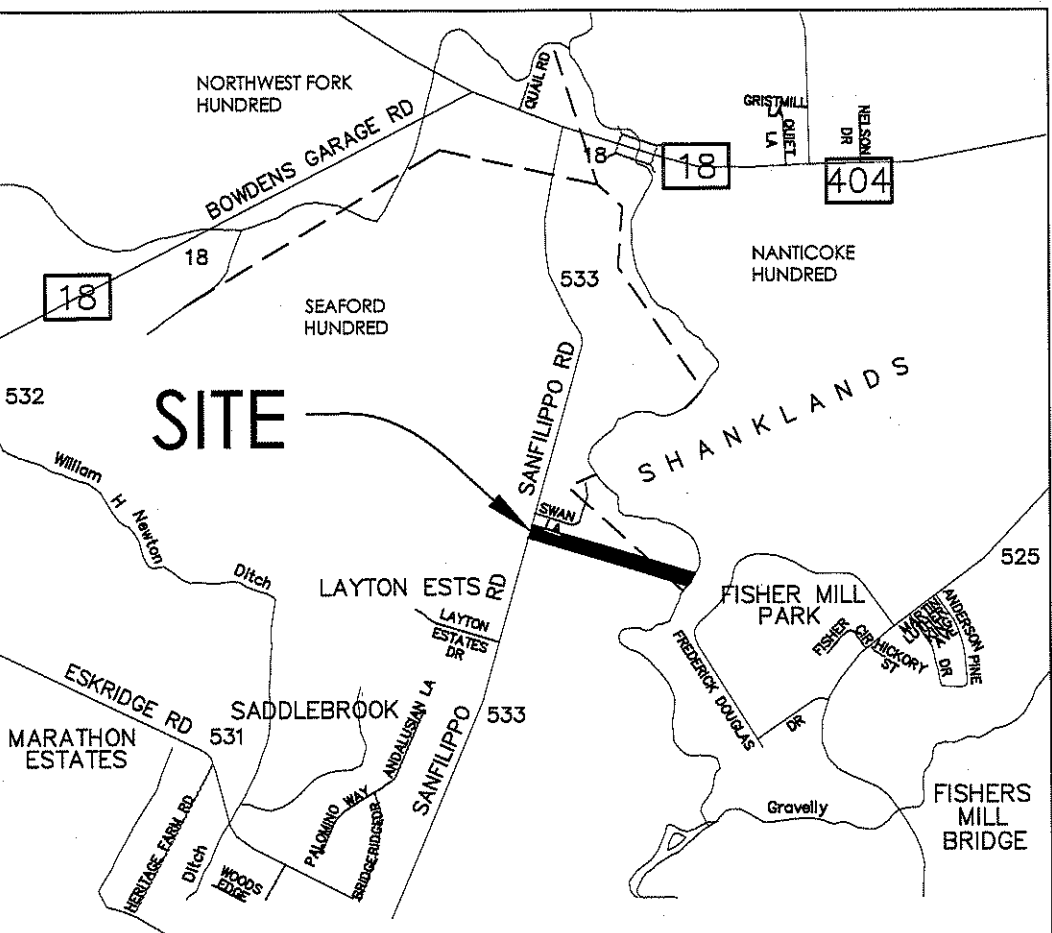 NORTHWEST FORK
HUNDRED
QUAIL RD
GRISTMILL
LA
QUIET
LA
NELSON
DR
BOWDENS GARAGE RD
18
18
404
18
18
533
NANTICOKE
HUNDRED
SEAFORD
HUNDRED
532
SITE
SANFILIPPO RD
SHANKLANDS
William H Newton Ditch
SWAN
LA
525
LAYTON ESTS
RD
LAYTON
ESTATES
DR
FISHER MILL
PARK
FISHER
CIR
HICKORY
ST
MARTIN
LUTHER
DR
ANDERSON PINE
FREDERICK DOUGLAS
DR
ESKRIDGE RD
531
SADDLEBROOK
ANDALUSIAN LA
533
SANFILIPPO
MARATHON
ESTATES
PALOMINO WAY
BRIDGERIDGEDR
HERITAGE FARM RD
Ditch
WOODS
EDGE
Gravelly
FISHERS
MILL
BRIDGE